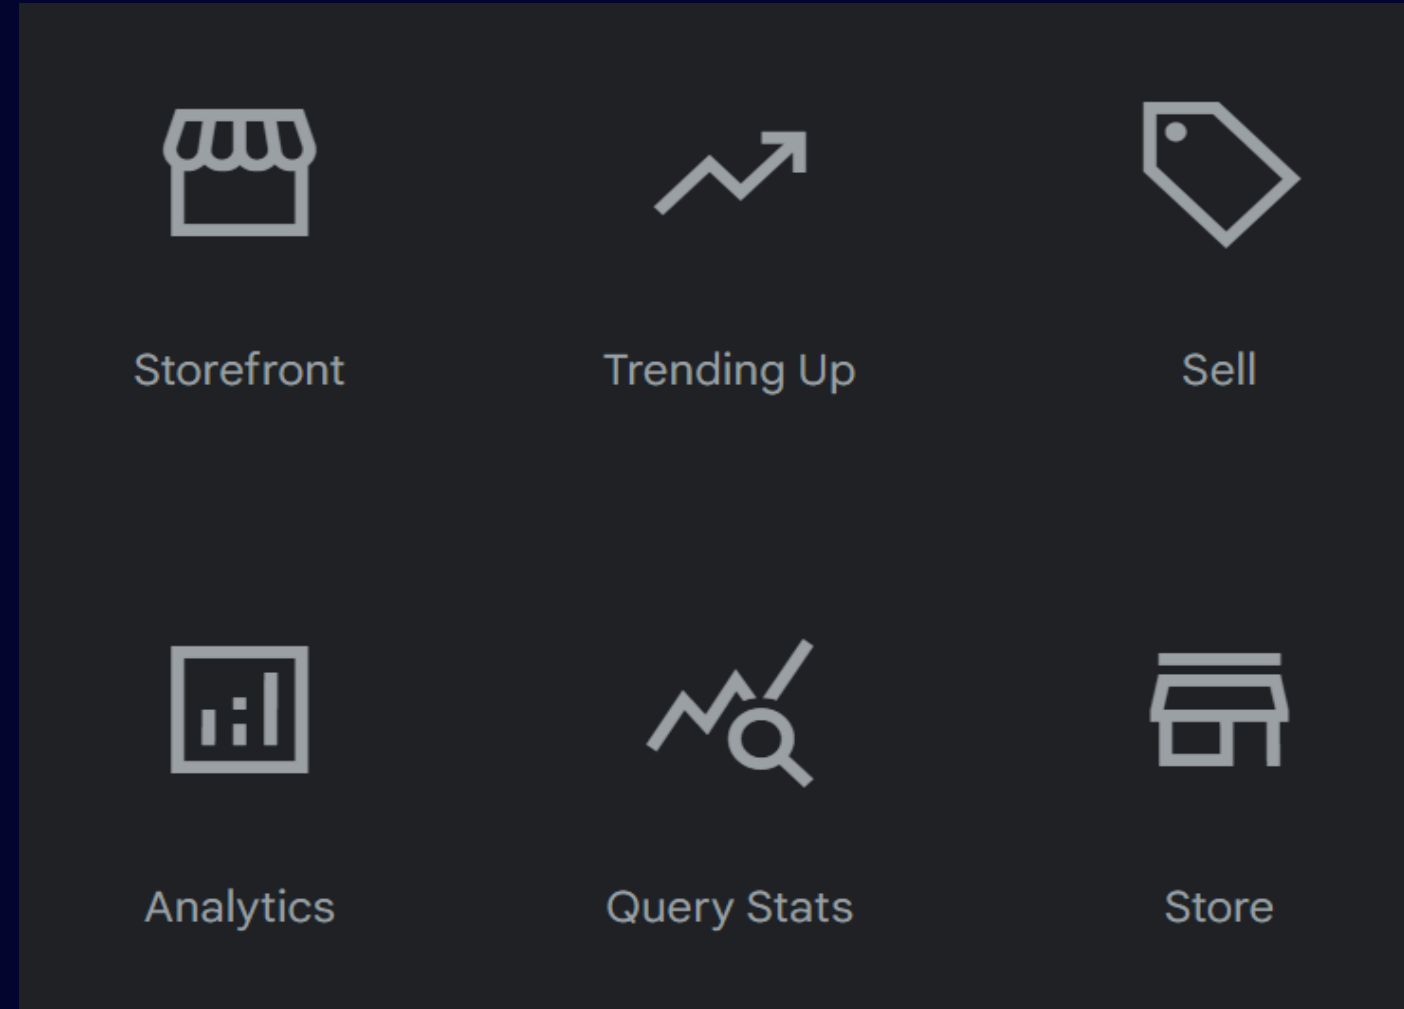 Storefront
Trending Up
Sell
Analytics
Query Stats
Store